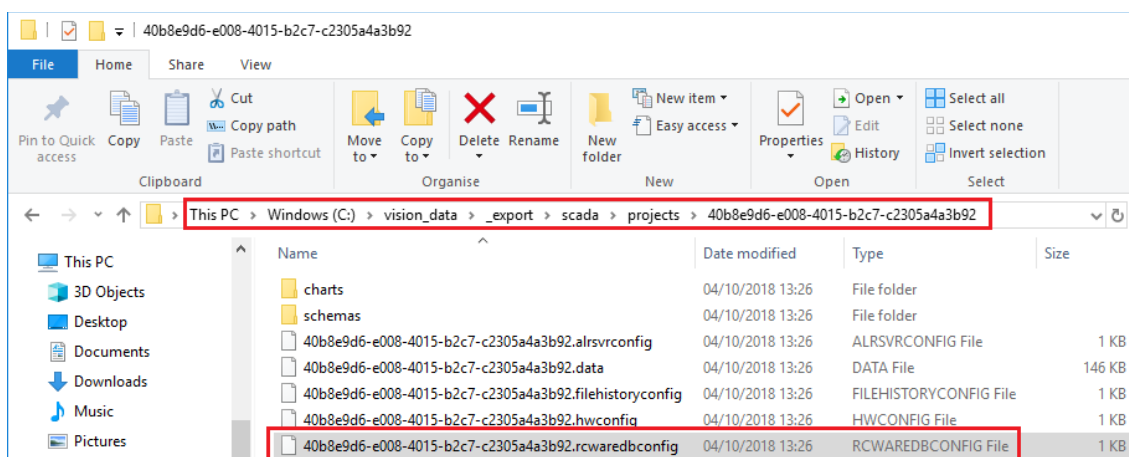 40b8e9d6-e008-4015-b2c7-c2305a4a3b92
File Home Share View
Pin to Quick access
Copy
Paste
Cut
Copy path
Paste shortcut
Move to
Copy to
Delete
Rename
New folder
New item
Easy access
Properties
Open
Edit
History
Select all
Select none
Invert selection
Clipboard Organise New Open Select
This PC > Windows (C:) > vision_data > _export > scada > projects > 40b8e9d6-e008-4015-b2c7-c2305a4a3b92
Name Date modified Type Size
This PC
3D Objects
Desktop
Documents
Downloads
Music
Pictures
charts 04/10/2018 13:26 File folder
schemas 04/10/2018 13:26 File folder
40b8e9d6-e008-4015-b2c7-c2305a4a3b92.alrsvrconfig 04/10/2018 13:26 ALRSVRCONFIG File 1 KB
40b8e9d6-e008-4015-b2c7-c2305a4a3b92.data 04/10/2018 13:26 DATA File 146 KB
40b8e9d6-e008-4015-b2c7-c2305a4a3b92.filehistoryconfig 04/10/2018 13:26 FILEHISTORYCONFIG File 1 KB
40b8e9d6-e008-4015-b2c7-c2305a4a3b92.hwconfig 04/10/2018 13:26 HWCONFIG File 1 KB
40b8e9d6-e008-4015-b2c7-c2305a4a3b92.rcwaredbconfig 04/10/2018 13:26 RCWAREDBCONFIG File 1 KB